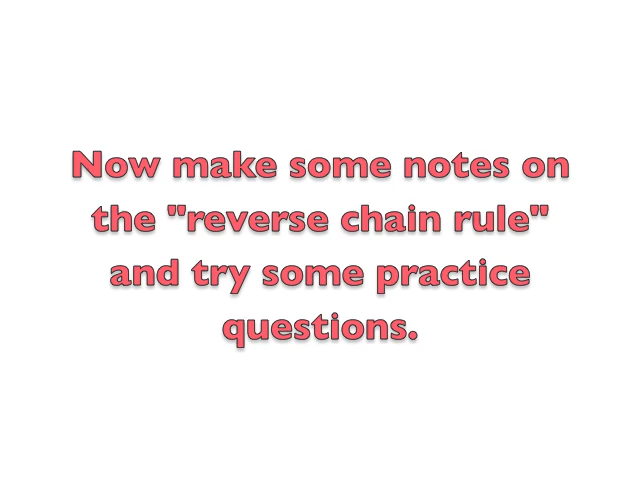 Now make some notes on
the "reverse chain rule"
and try some practice
questions.